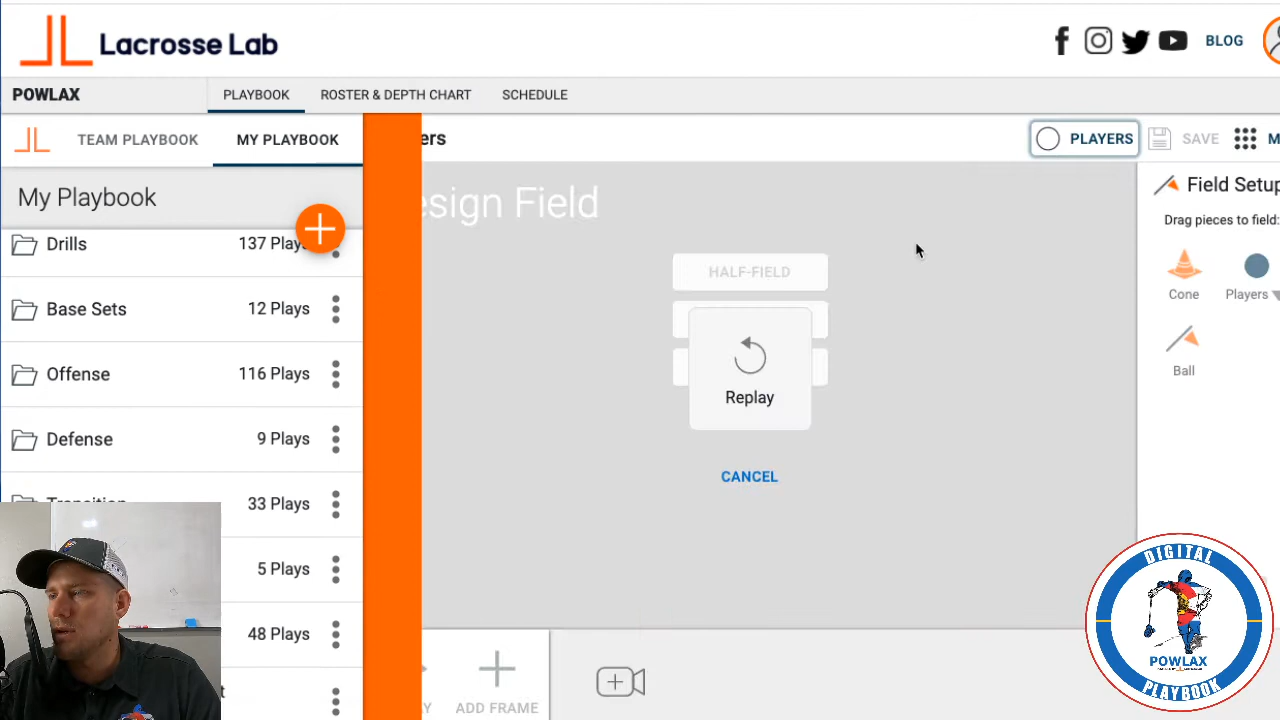 Lacrosse Lab
BLOG
POWLAX
PLAYBOOK
ROSTER & DEPTH CHART
SCHEDULE
TEAM PLAYBOOK
MY PLAYBOOK
ers
PLAYERS
SAVE
M
My Playbook
esign Field
Field Setup
Drag pieces to field:
Drills
137 Plays
Cone
Players
HALF-FIELD
Base Sets
12 Plays
Ball
Offense
116 Plays
Replay
Defense
9 Plays
CANCEL
Transition
33 Plays
5 Plays
48 Plays
t
AY
ADD FRAME
DIGITAL
POWLAX
PLAYBOOK